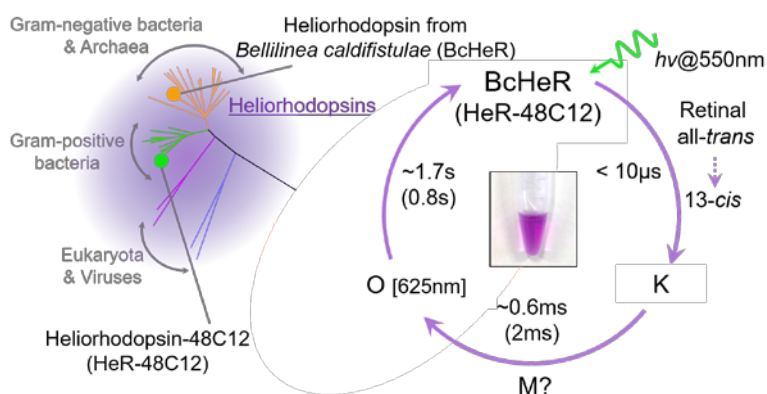 Gram-negative bacteria
& Archaea
Heliorhodopsin from
Bellilinea caldifistulae (BcHeR)
Heliorhodopsins
Gram-positive
bacteria
Eukaryota
& Viruses
Heliorhodopsin-48C12
(HeR-48C12)
BcHeR
(HeR-48C12)
hv@550nm
Retinal
all-trans
13-cis
< 10µs
~1.7s
(0.8s)
O [625nm]
K
~0.6ms
(2ms)
M?